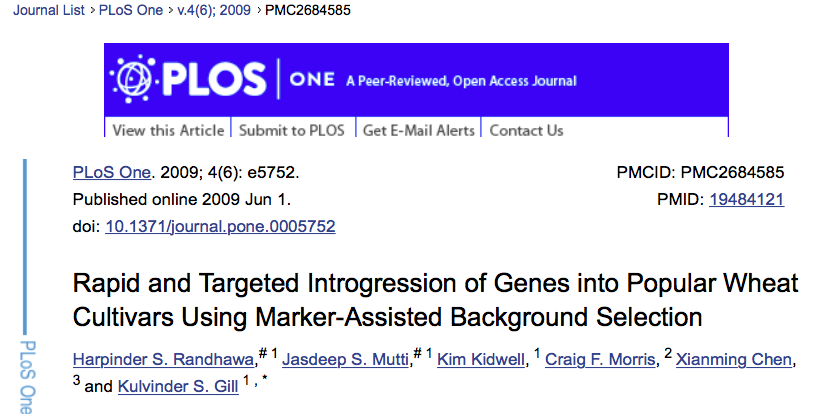 Journal List > PLoS One > v.4(6); 2009 > PMC2684585
PLOS ONE A Peer-Reviewed, Open Access Journal
View this Article Submit to PLOS Get E-Mail Alerts Contact Us
PLoS One. 2009; 4(6): e5752. PMCID: PMC2684585
Published online 2009 Jun 1. PMID: 19484121
doi: 10.1371/journal.pone.0005752
Rapid and Targeted Introgression of Genes into Popular Wheat
Cultivars Using Marker-Assisted Background Selection
Harpinder S. Randhawa,# 1 Jasdeep S. Mutti,# 1 Kim Kidwell, 1 Craig F. Morris, 2 Xianming Chen,
3 and Kulvinder S. Gill 1 , *
PLoS One